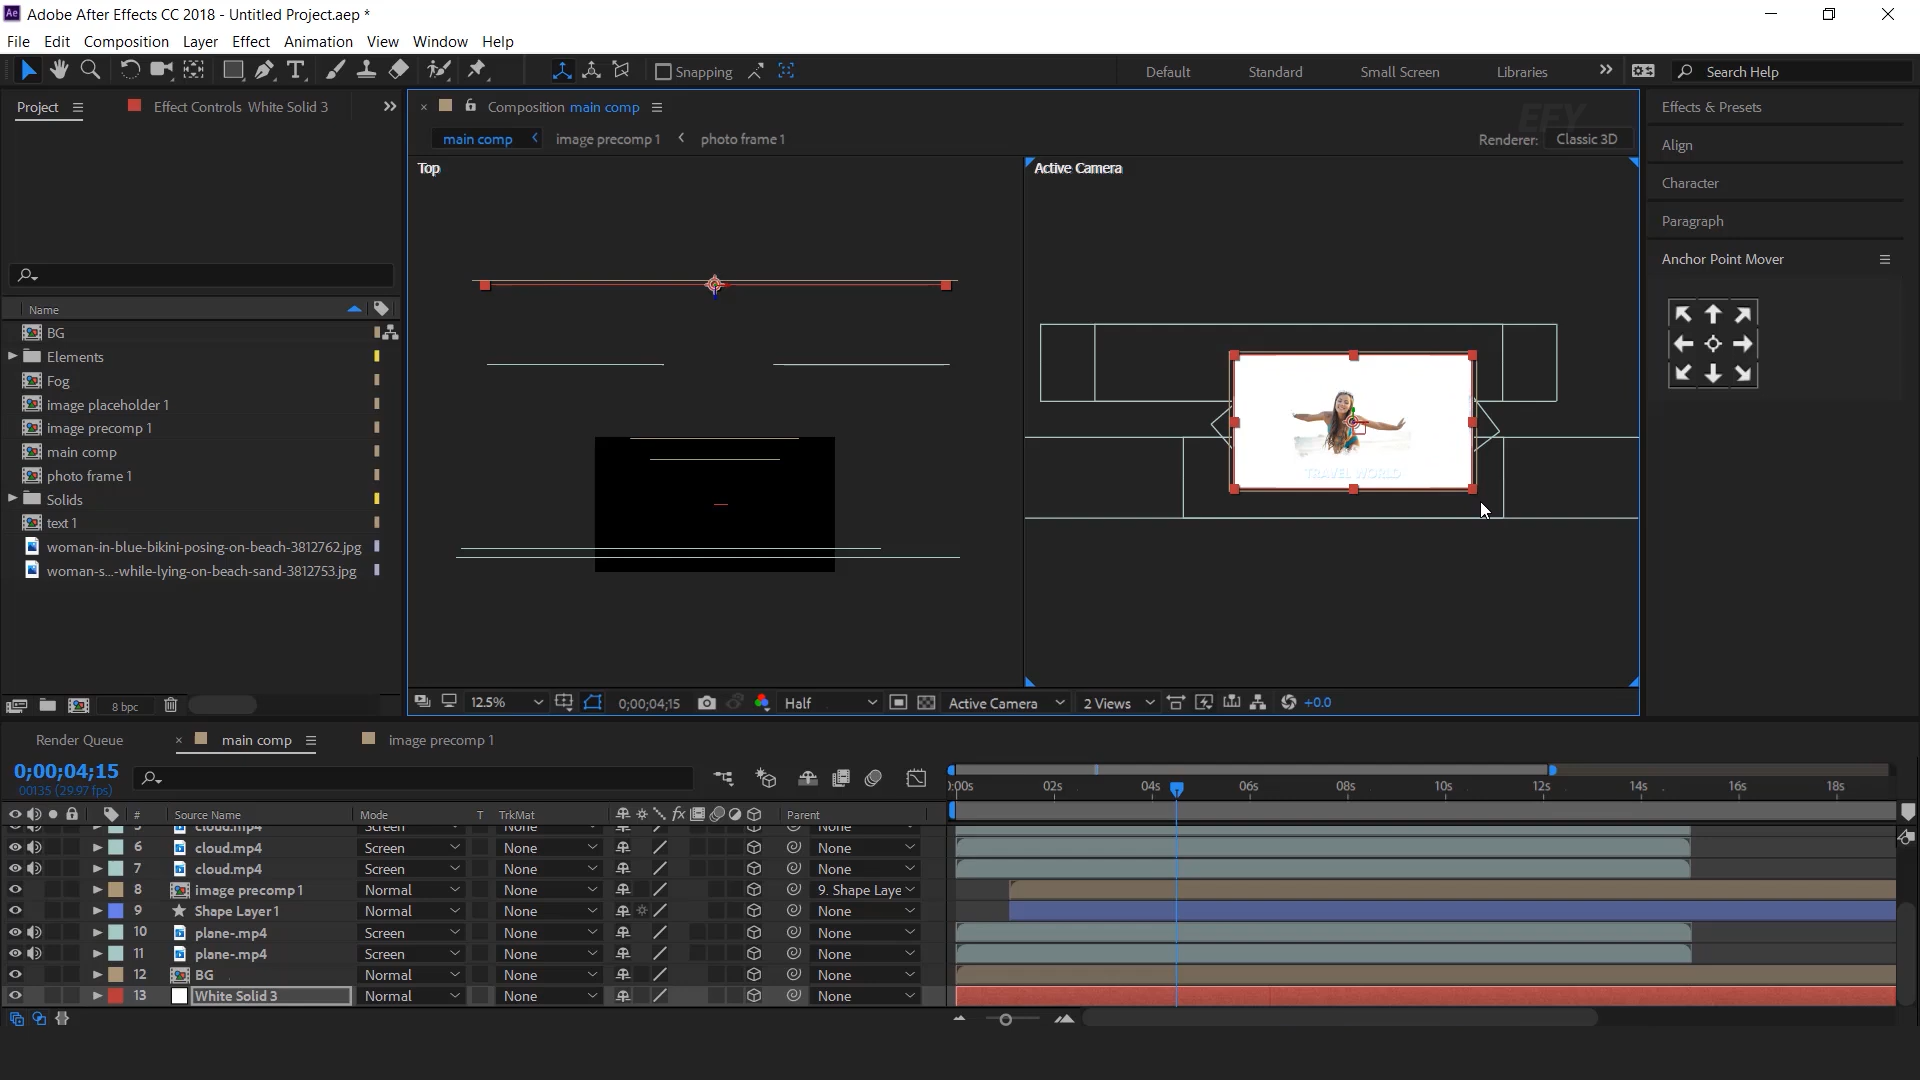 Adobe After Effects CC 2018 - Untitled Project.aep *
File Edit Composition Layer Effect Animation View Window Help
Snapping
Default Standard Small Screen Libraries
Search Help
Project
Effect Controls White Solid 3
Composition main comp
EFY
main comp image precomp 1 photo frame 1
Renderer: Classic 3D
Top
Active Camera
TRAVEL WORLD
Effects & Presets
Align
Character
Paragraph
Anchor Point Mover
Name
BG
Elements
Fog
image placeholder 1
image precomp 1
main comp
photo frame 1
Solids
text 1
woman-in-blue-bikini-posing-on-beach-3812762.jpg
woman-s...-while-lying-on-beach-sand-3812753.jpg
8 bpc
12.5% 0;00;04;15 Half Active Camera 2 Views +0.0
Render Queue main comp image precomp 1
0;00;04;15
00135 (29.97 fps)
):00s 02s 04s 06s 08s 10s 12s 14s 16s 18s
# Source Name Mode T TrkMat Parent
5 cloud.mp4 Screen None None
6 cloud.mp4 Screen None None
7 cloud.mp4 Screen None None
8 image precomp 1 Normal None 9. Shape Laye
9 Shape Layer 1 Normal None None
10 plane-.mp4 Screen None None
11 plane-.mp4 Screen None None
12 BG Normal None None
13 White Solid 3 Normal None None